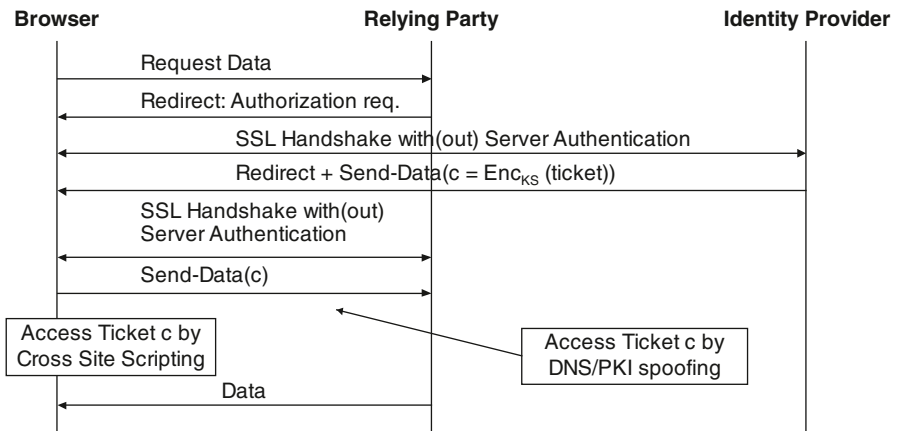 Browser Relying Party Identity Provider
Request Data
Redirect: Authorization req.
SSL Handshake with(out) Server Authentication
Redirect + Send-Data(c = Enc_KS (ticket))
SSL Handshake with(out)
Server Authentication
Send-Data(c)
Access Ticket c by
Cross Site Scripting
Access Ticket c by
DNS/PKI spoofing
Data